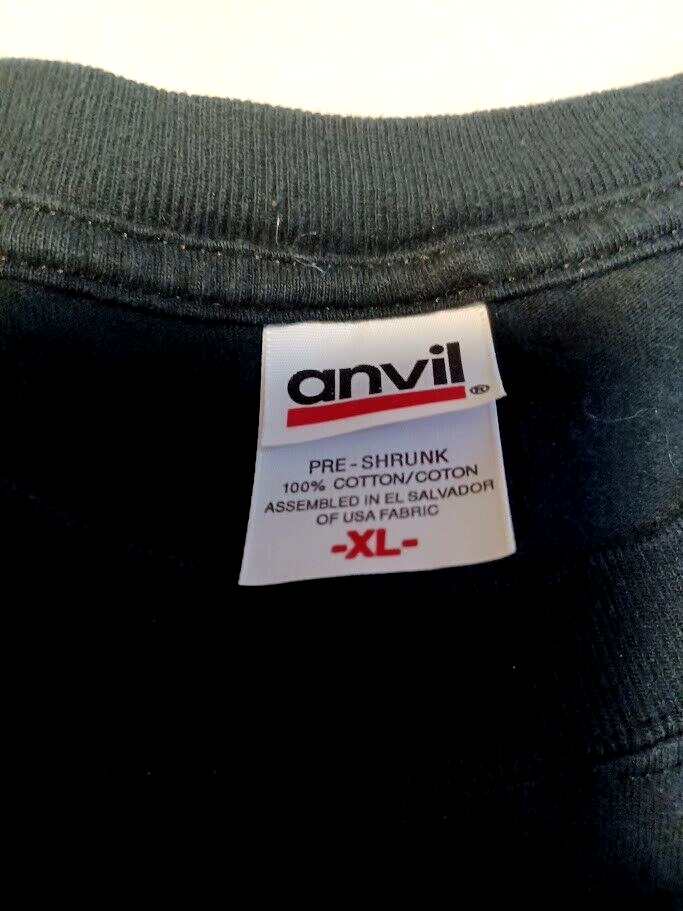 anvil®
PRE-SHRUNK
100% COTTON/COTON
ASSEMBLED IN EL SALVADOR
OF USA FABRIC
-XL-